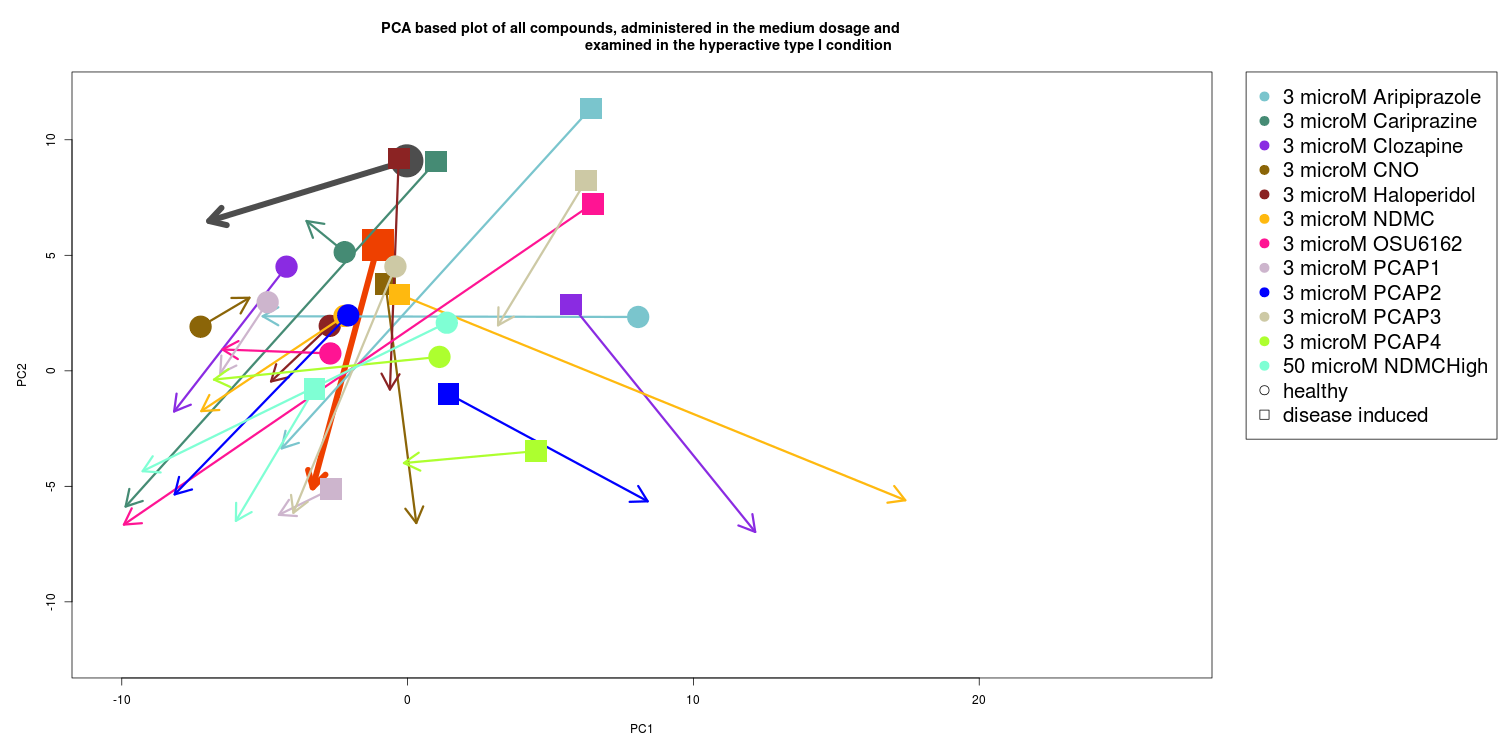 PCA based plot of all compounds, administered in the medium dosage and
examined in the hyperactive type I condition
10
5
0
-5
-10
PC2
-10
0
10
20
PC1
3 microM Aripiprazole
3 microM Cariprazine
3 microM Clozapine
3 microM CNO
3 microM Haloperidol
3 microM NDMC
3 microM OSU6162
3 microM PCAP1
3 microM PCAP2
3 microM PCAP3
3 microM PCAP4
50 microM NDMCHigh
healthy
disease induced